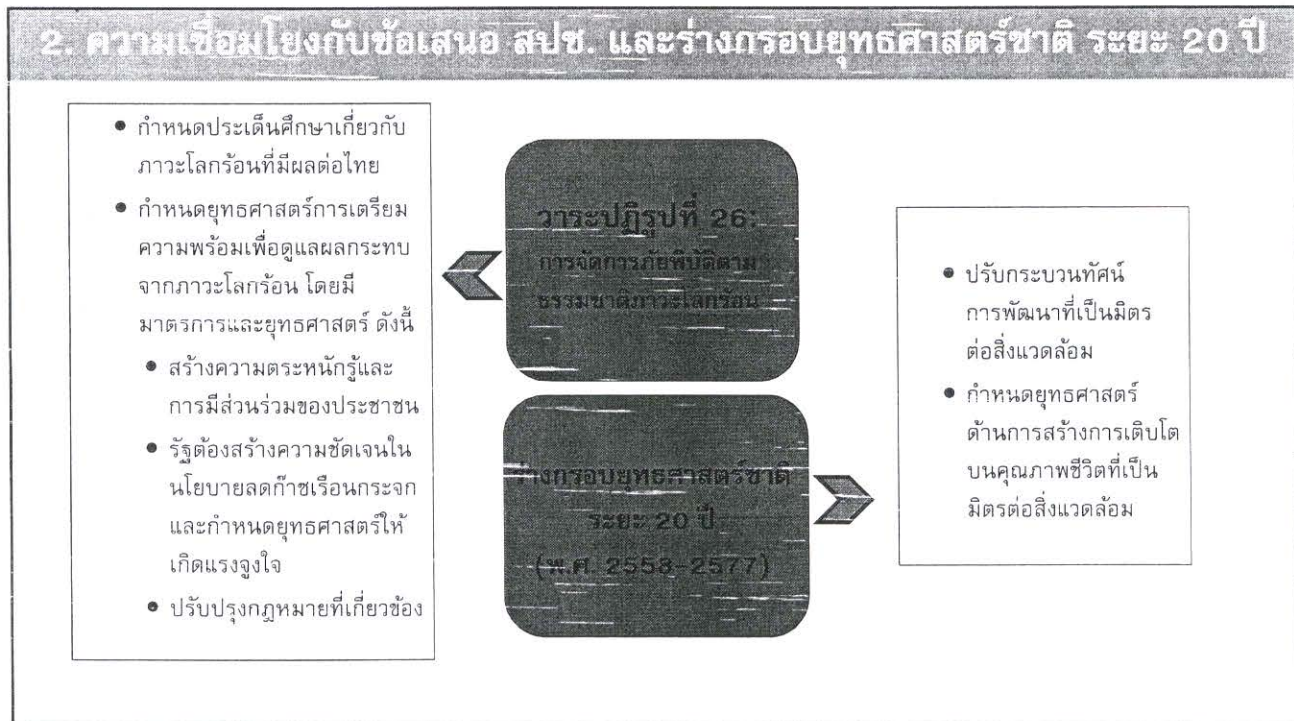 2. ความเชื่อมโยงกับข้อเสนอ สปช. และร่างกรอบยุทธศาสตร์ชาติ ระยะ 20 ปี
• กำหนดประเด็นศึกษาเกี่ยวกับ
ภาวะโลกร้อนที่มีผลต่อไทย
• กำหนดยุทธศาสตร์การเตรียม
ความพร้อมเพื่อดูแลผลกระทบ
จากภาวะโลกร้อน โดยมี
มาตรการและยุทธศาสตร์ ดังนี้
• สร้างความตระหนักรู้และ
การมีส่วนร่วมของประชาชน
• รัฐต้องสร้างความชัดเจนใน
นโยบายลดก๊าซเรือนกระจก
และกำหนดยุทธศาสตร์ให้
เกิดแรงจูงใจ
• ปรับปรุงกฎหมายที่เกี่ยวข้อง
วาระปฏิรูปที่ 26:
การจัดการภัยพิบัติตาม
ธรรมชาติภาวะโลกร้อน
ร่างกรอบยุทธศาสตร์ชาติ
ระยะ 20 ปี
(พ.ศ. 2558-2577)
• ปรับกระบวนทัศน์
การพัฒนาที่เป็นมิตร
ต่อสิ่งแวดล้อม
• กำหนดยุทธศาสตร์
ด้านการสร้างการเติบโต
บนคุณภาพชีวิตที่เป็น
มิตรต่อสิ่งแวดล้อม